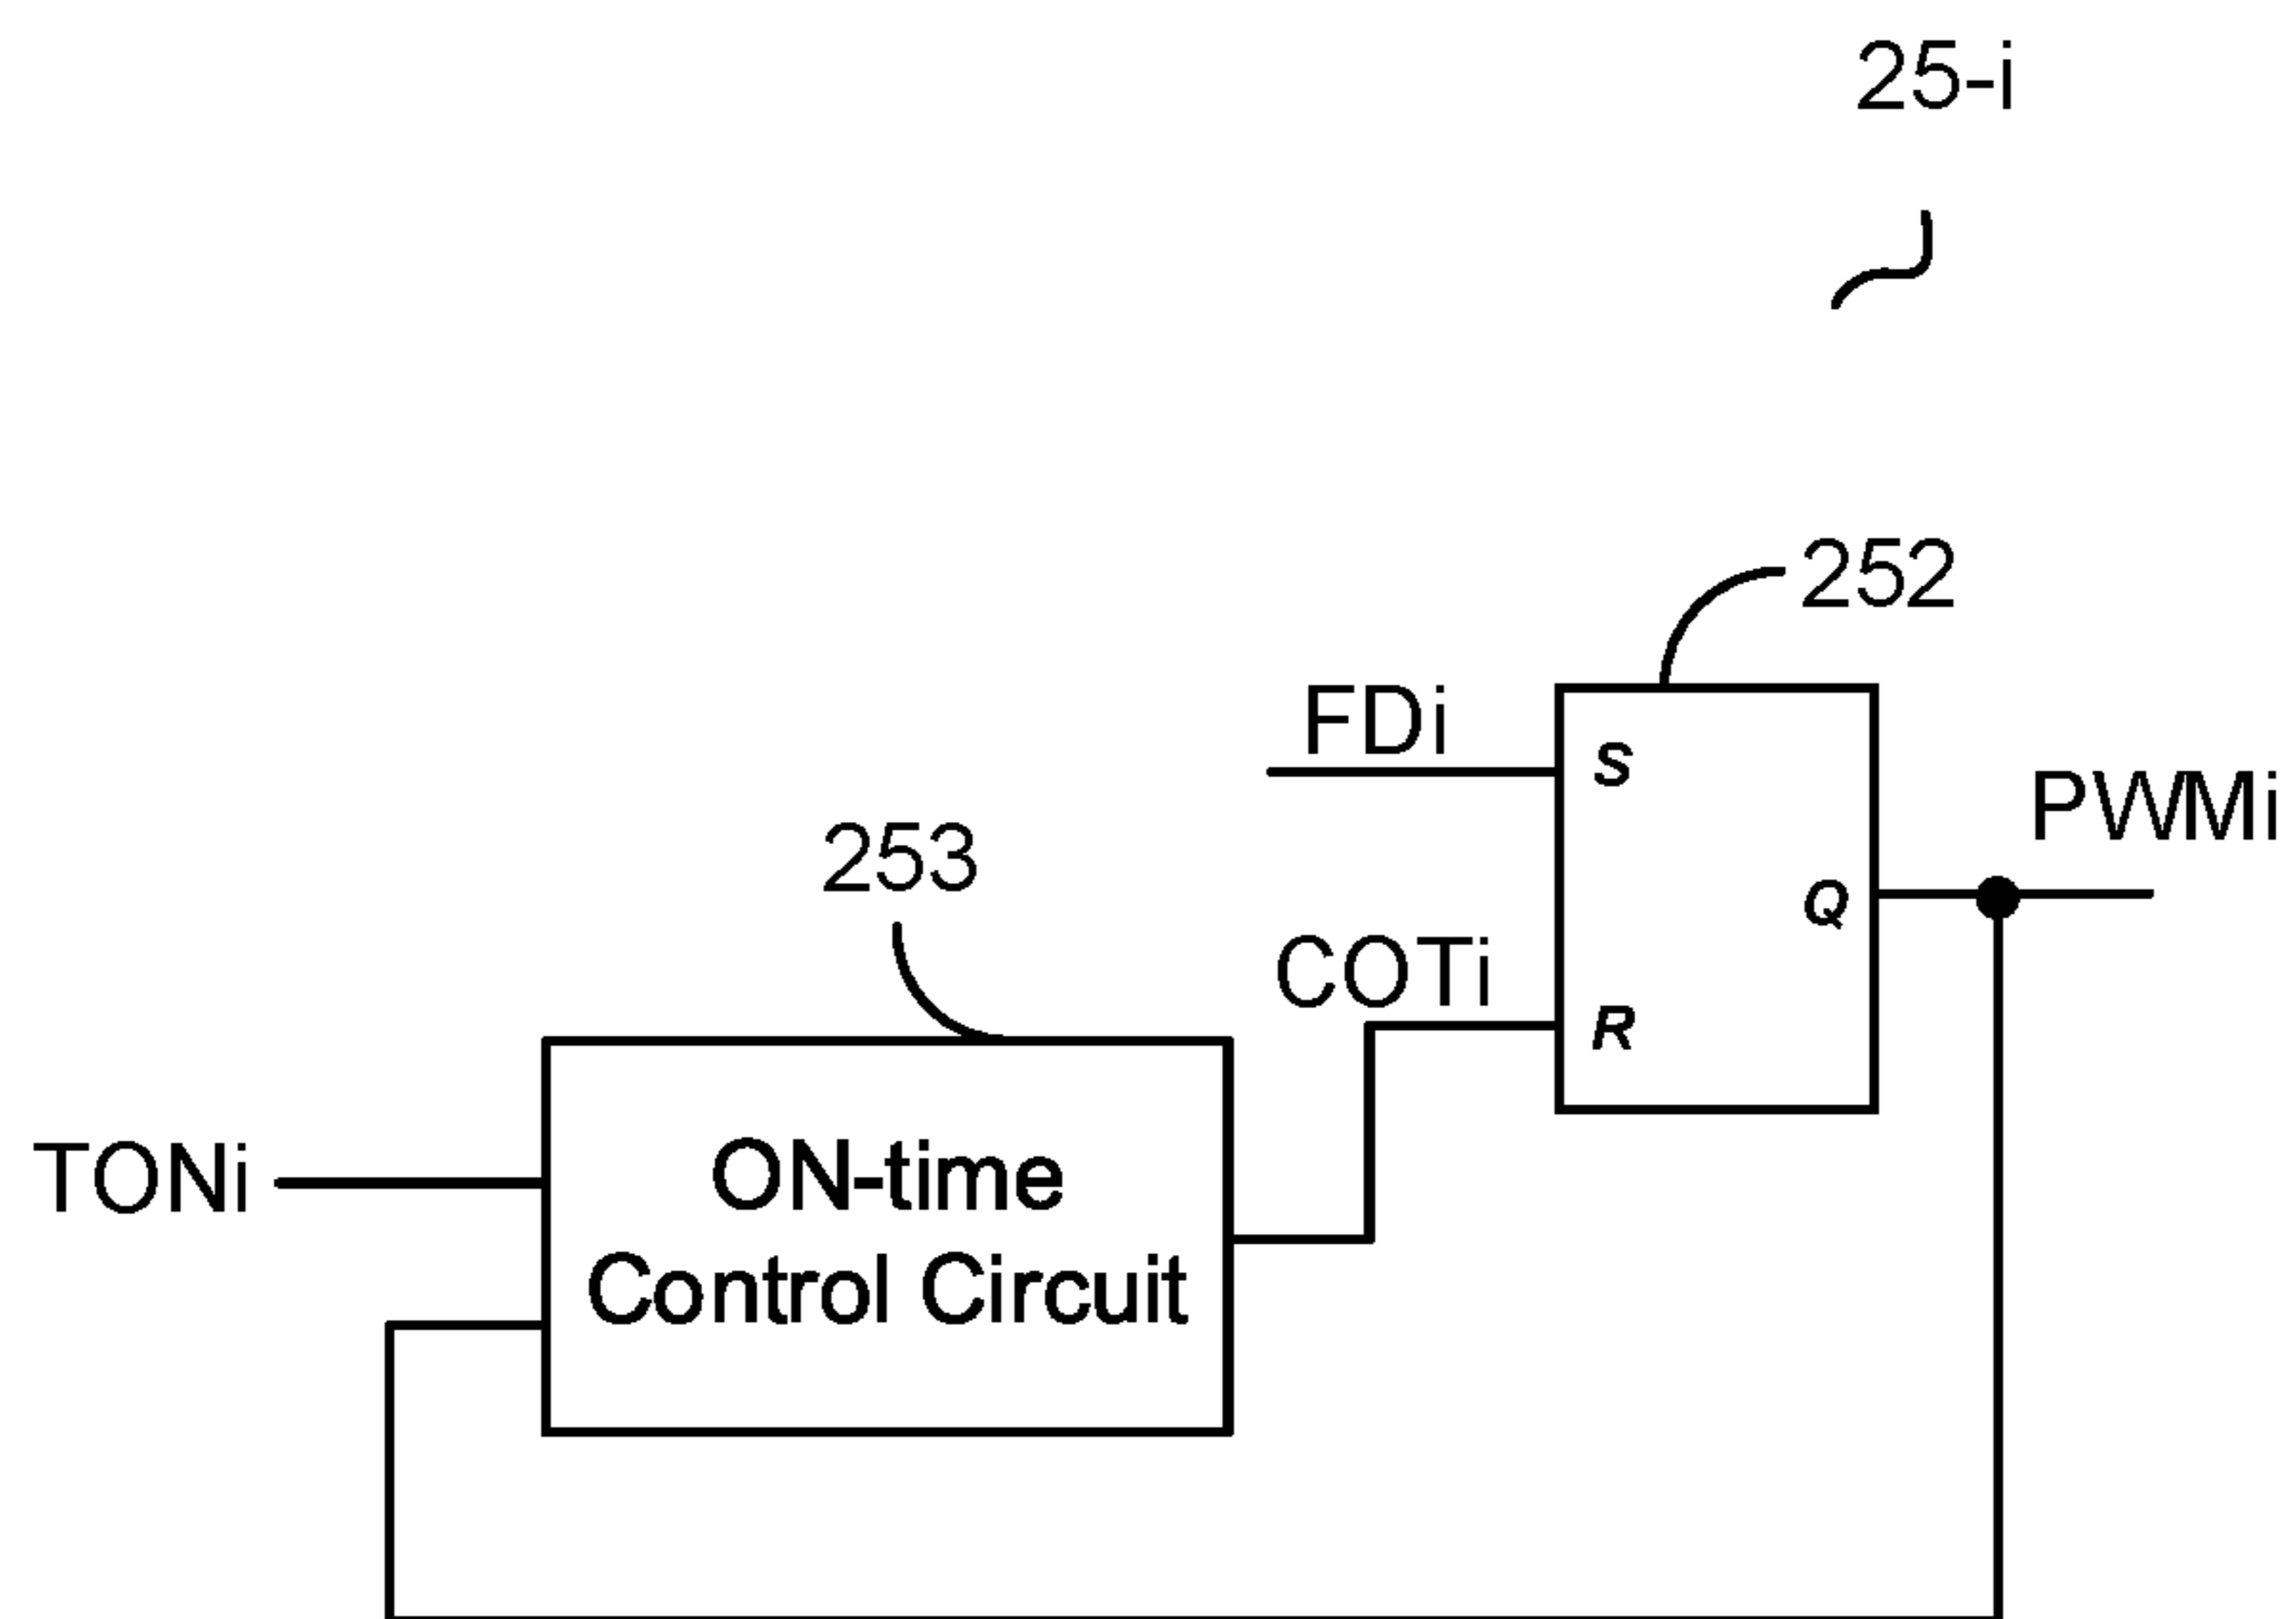 25-i
252
FDi
S
PWMi
253
Q
COTi
R
TONi
ON-time
Control Circuit